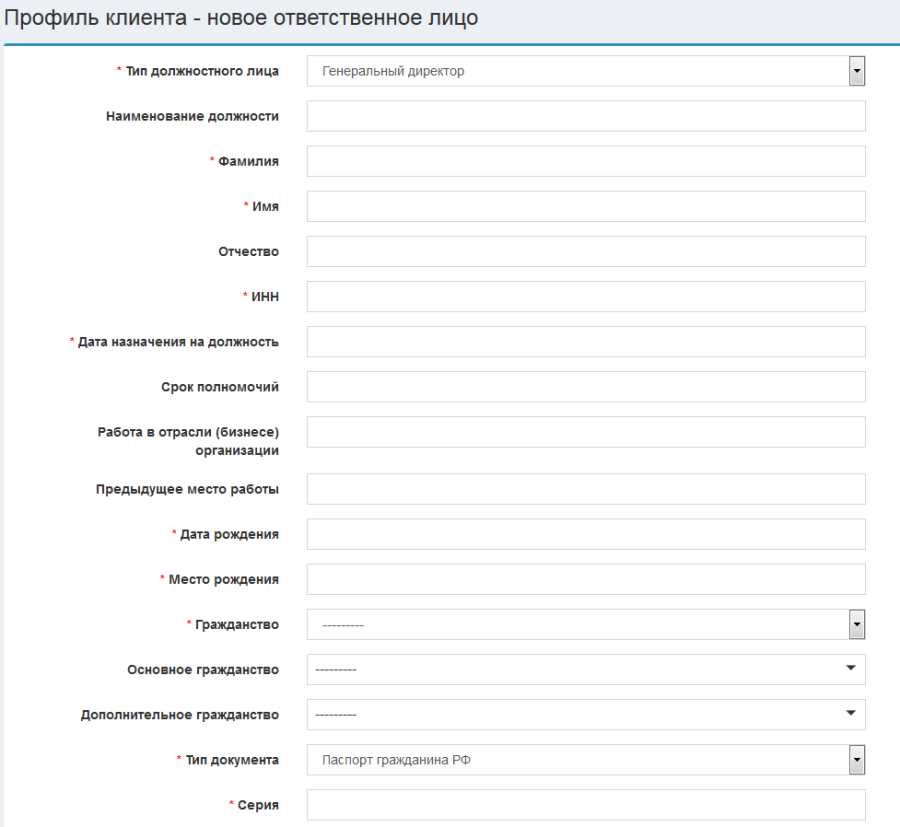 Профиль клиента - новое ответственное лицо
* Тип должностного лица Генеральный директор
Наименование должности
* Фамилия
* Имя
Отчество
* ИНН
* Дата назначения на должность
Срок полномочий
Работа в отрасли (бизнесе)
организации
Предыдущее место работы
* Дата рождения
* Место рождения
* Гражданство ---------
Основное гражданство ---------
Дополнительное гражданство ---------
* Тип документа Паспорт гражданина РФ
* Серия